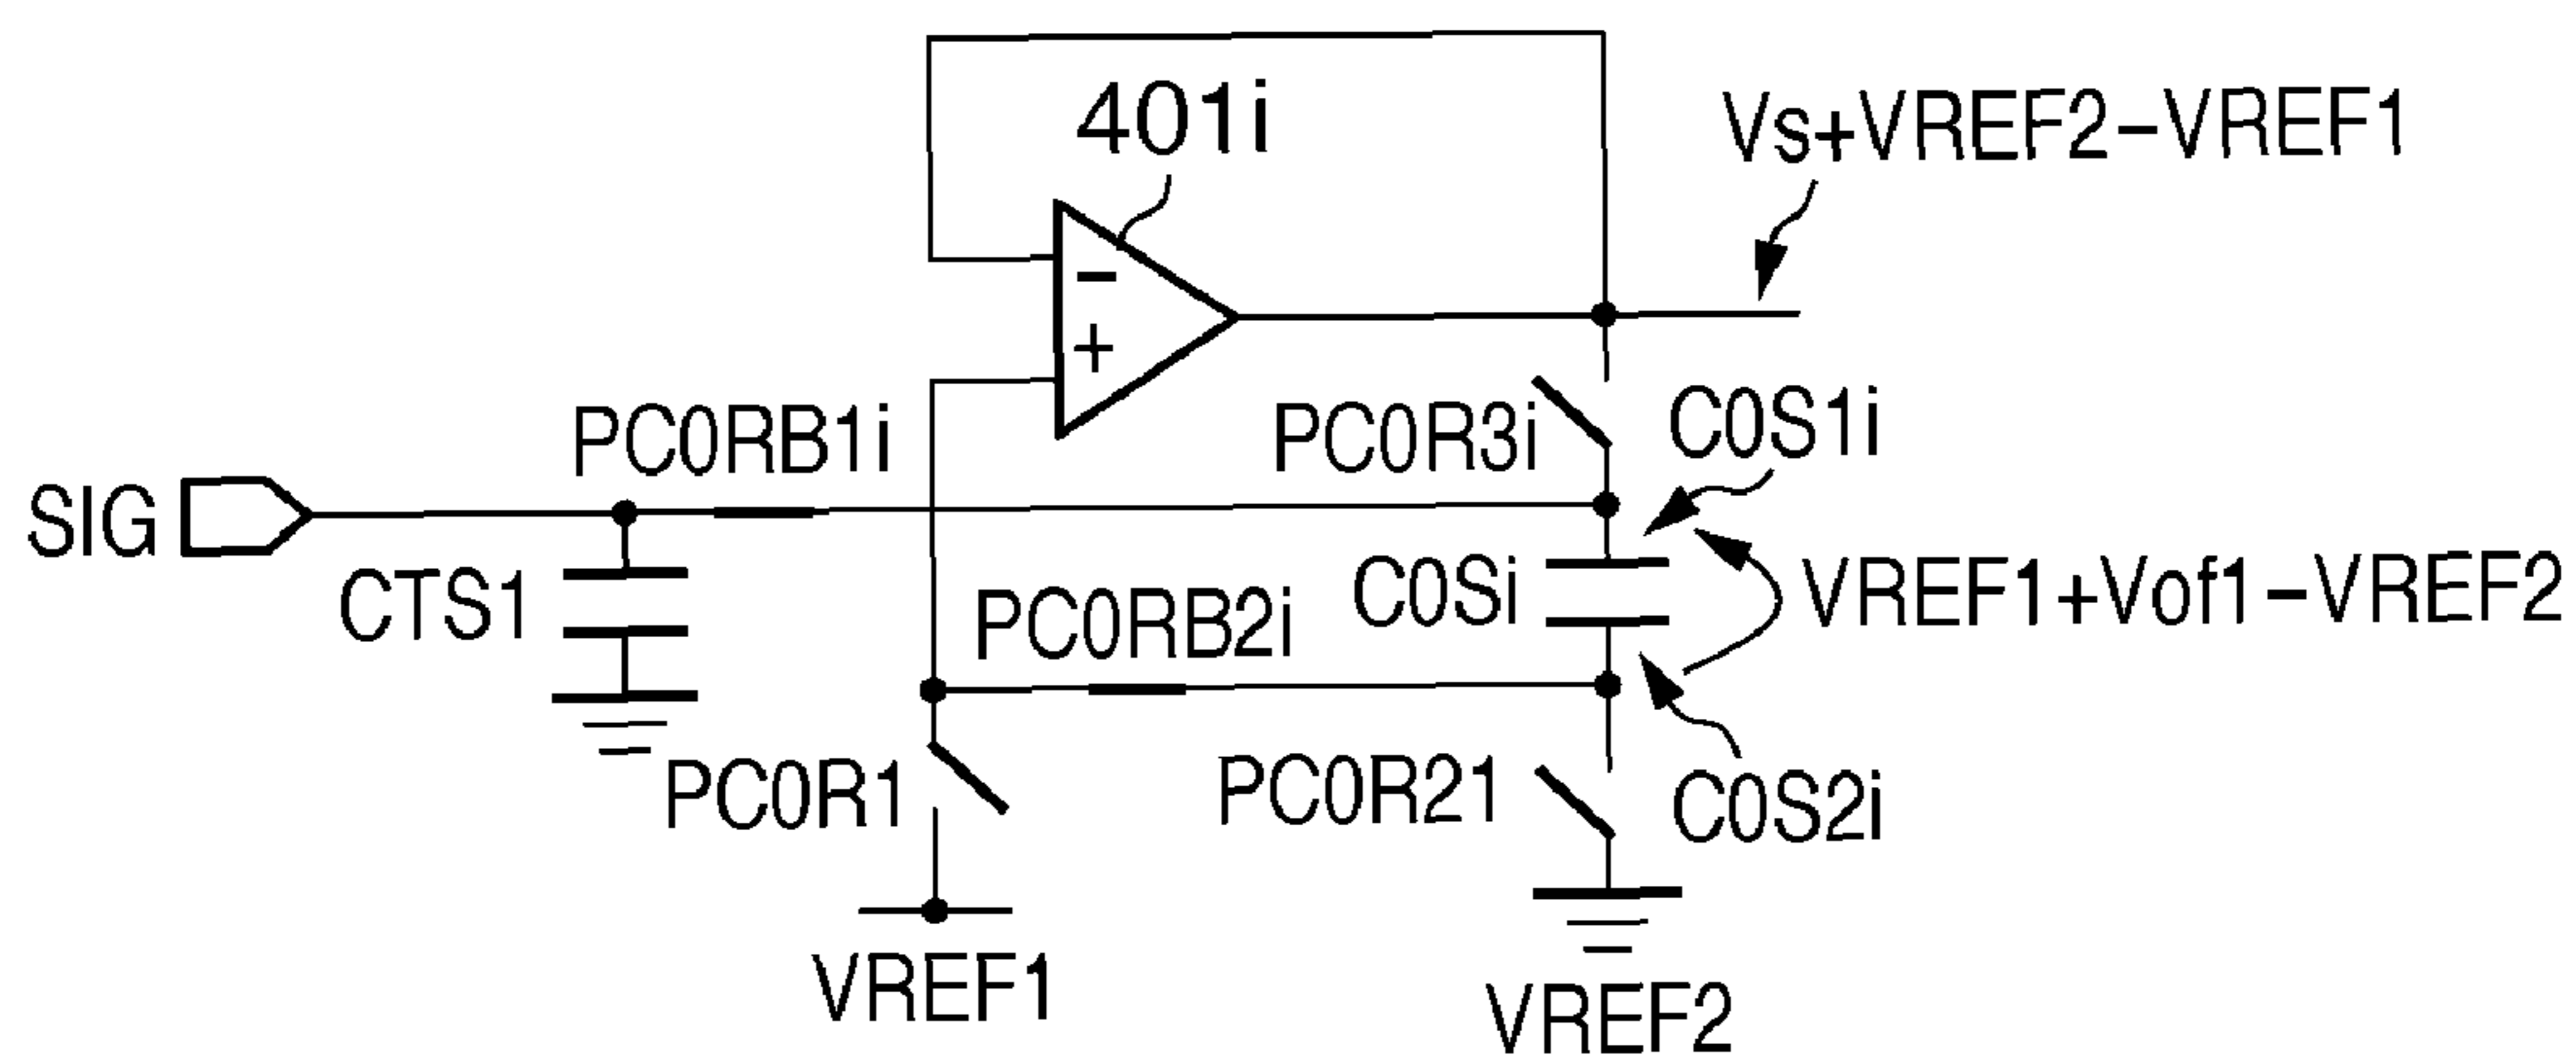 401i
Vs+VREF2-VREF1
-
+
PC0RB1i
PC0R3i
C0S1i
SIG
CTS1
PC0RB2i
C0Si
VREF1+Vof1-VREF2
PC0R1
PC0R21
C0S2i
VREF1
VREF2